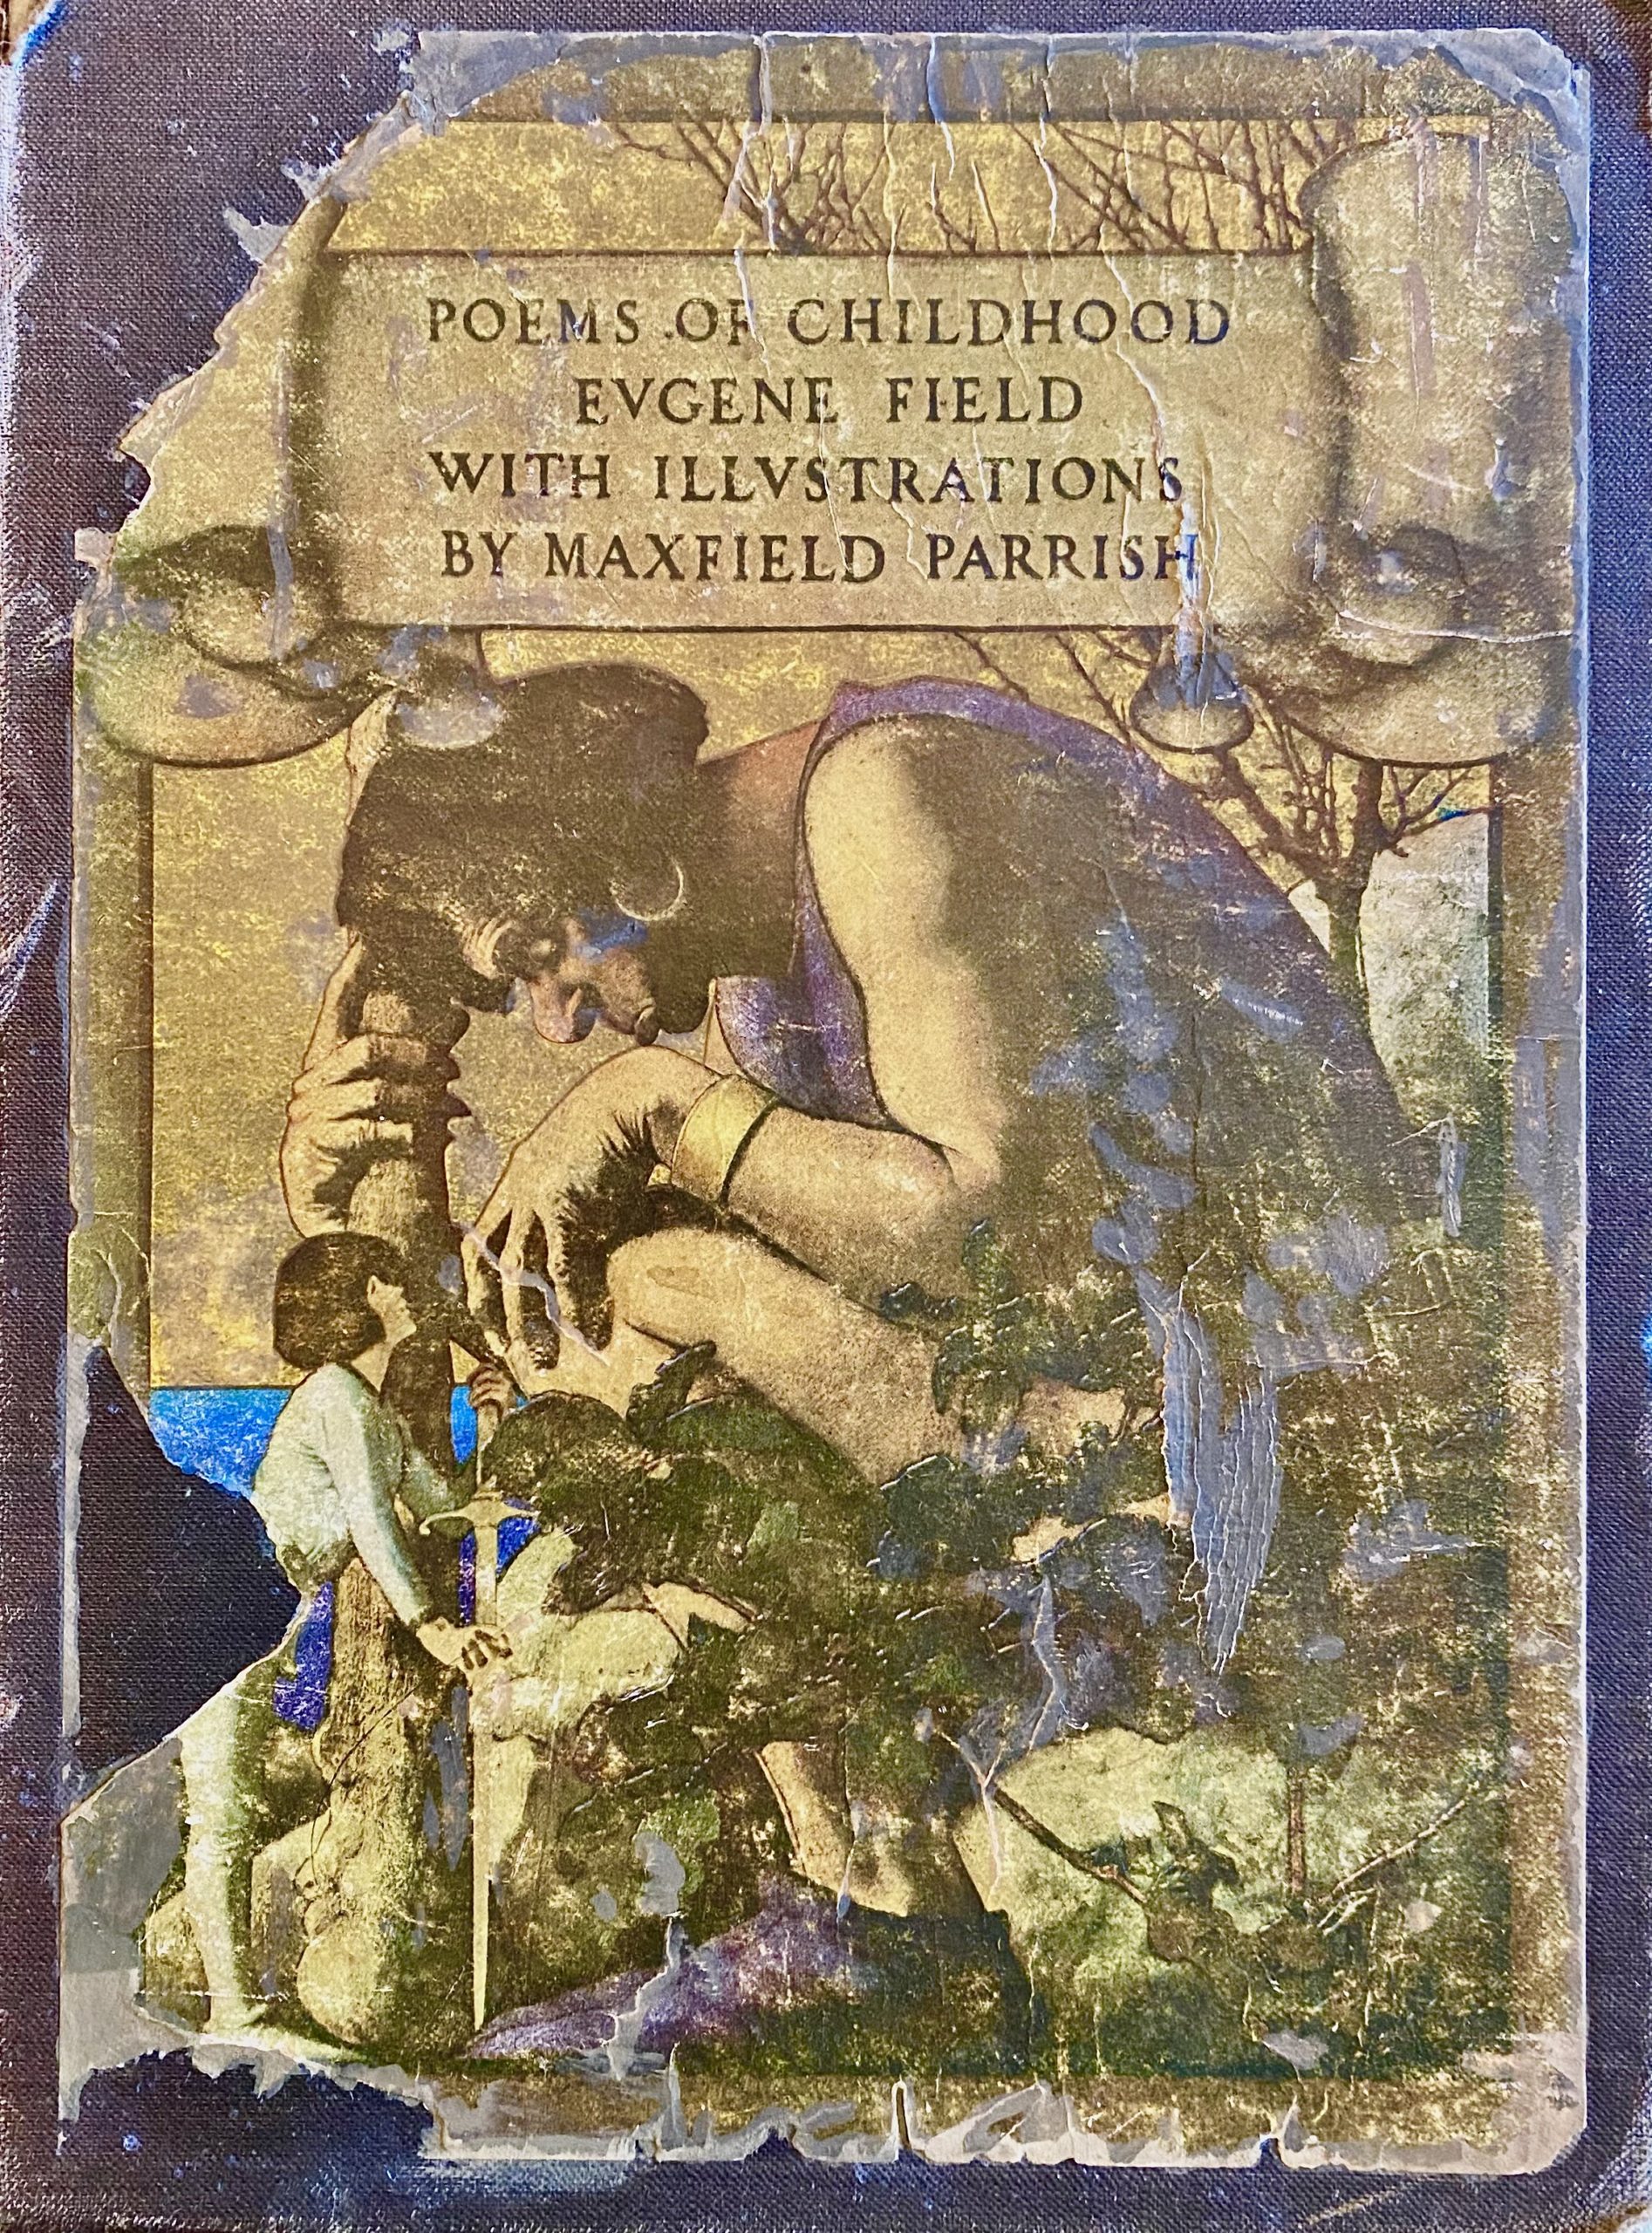 POEMS OF CHILDHOOD
EVGENE FIELD
WITH ILLVSTRATIONS
BY MAXFIELD PARRISH